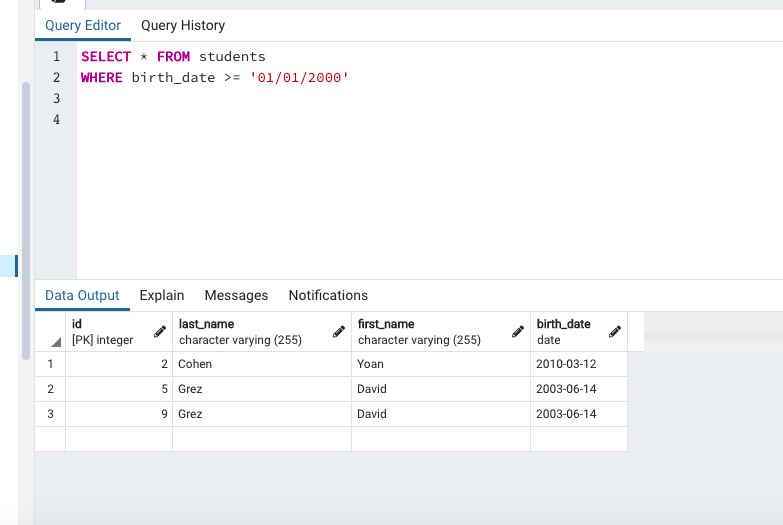 Query Editor Query History
1 SELECT * FROM students
2 WHERE birth_date >= '01/01/2000'
3
4
Data Output Explain Messages Notifications
id last_name first_name birth_date
[PK] integer character varying (255) character varying (255) date
1 2 Cohen Yoan 2010-03-12
2 5 Grez David 2003-06-14
3 9 Grez David 2003-06-14